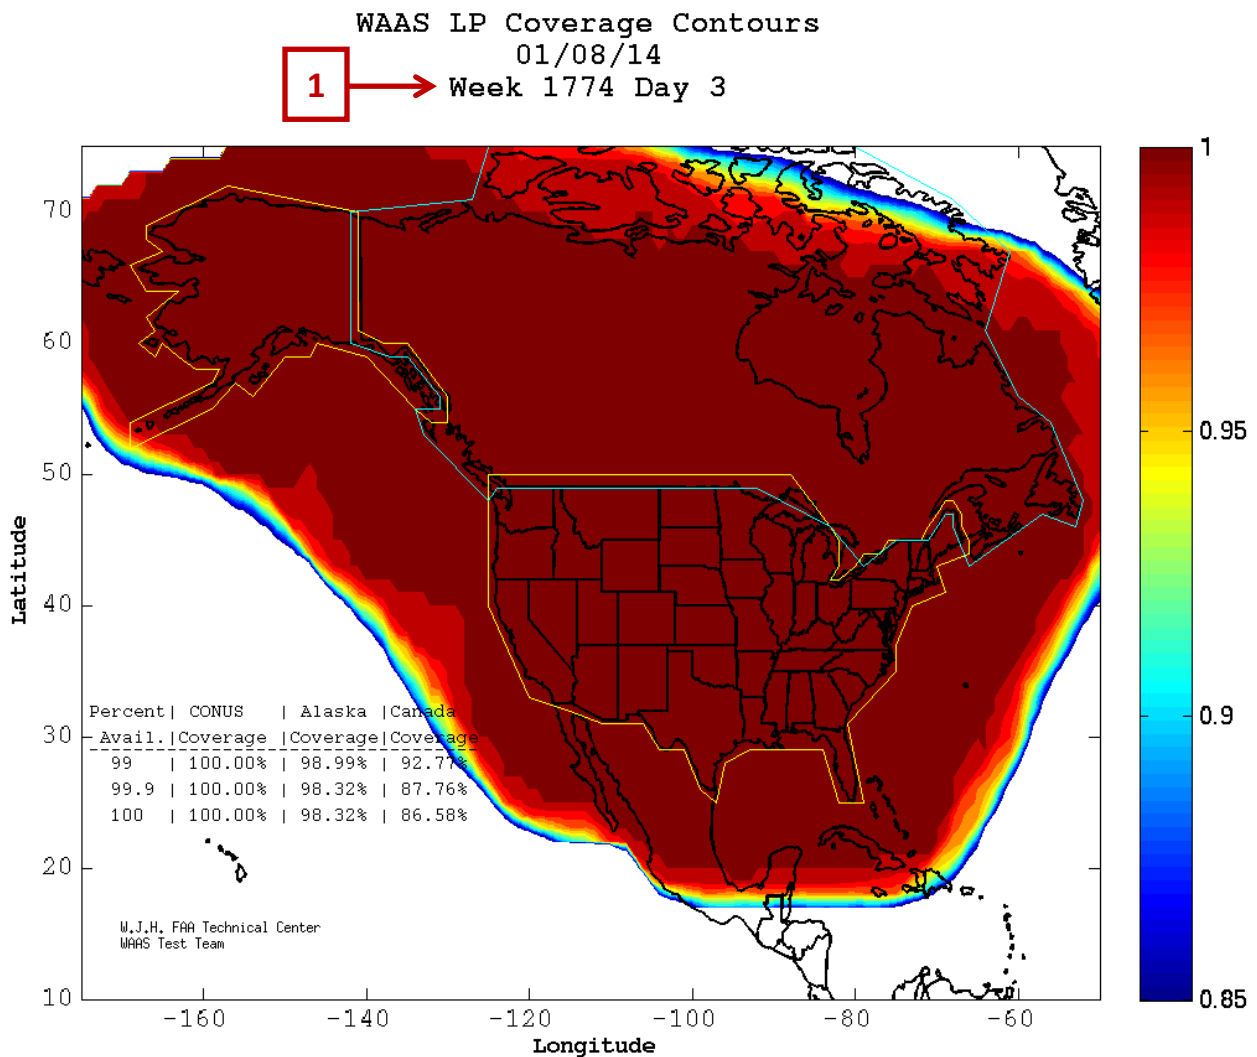 WAAS LP Coverage Contours
01/08/14
1
Week 1774 Day 3
70
60
50
40
30
20
10
Latitude
-160
-140
-120
-100
-80
-60
Longitude
1
0.95
0.9
0.85
Percent| CONUS | Alaska |Canada
Avail.|Coverage |Coverage|Coverage
99 | 100.00% | 98.99% | 92.77%
99.9 | 100.00% | 98.32% | 87.76%
100 | 100.00% | 98.32% | 86.58%
W.J.H. FAA Technical Center
WAAS Test Team